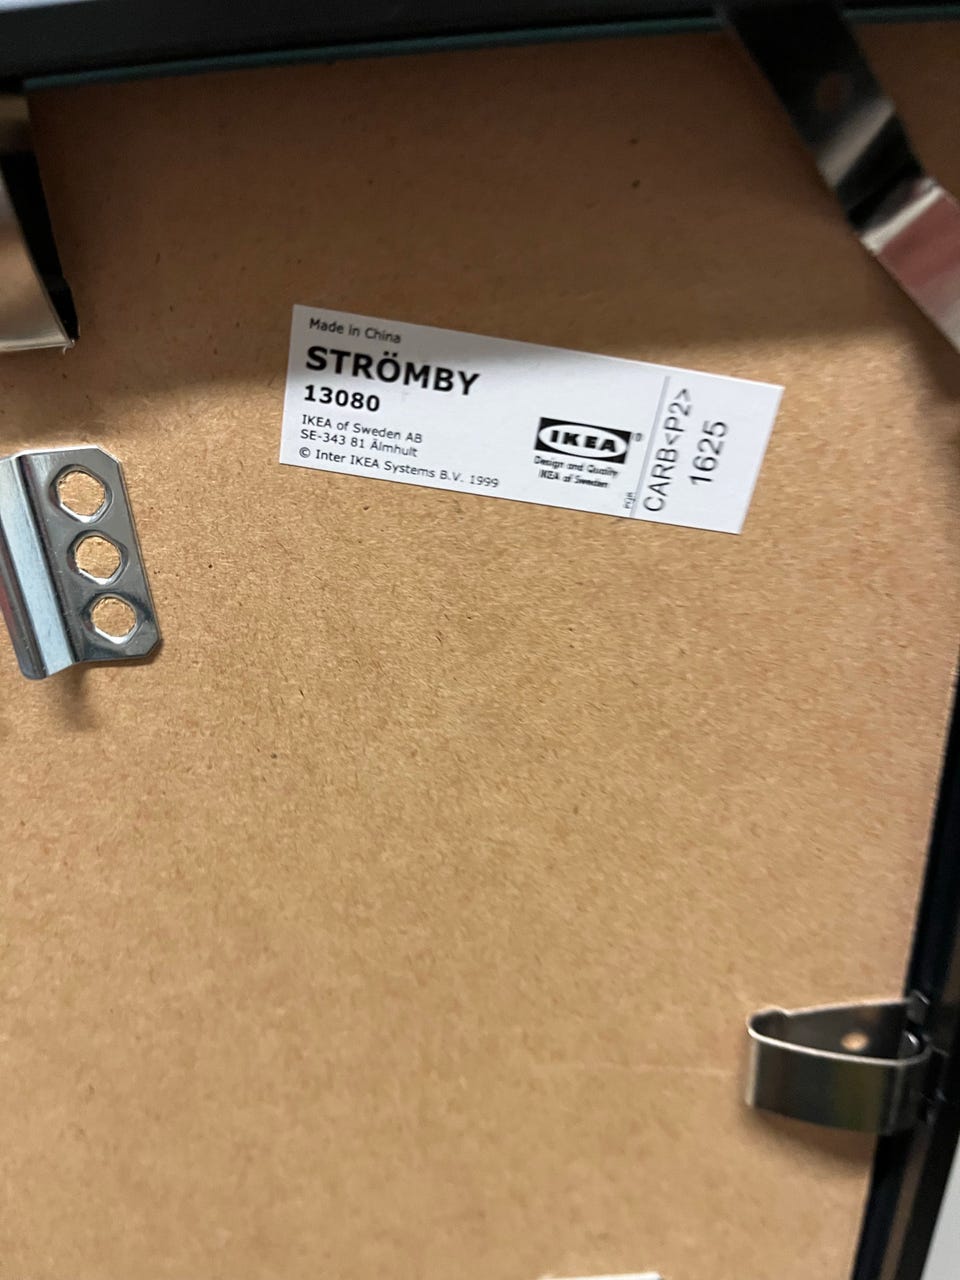 Made in China
STRÖMBY
13080
IKEA of Sweden AB
SE-343 81 Älmhult
© Inter IKEA Systems B.V. 1999
IKEA ®
Design and Quality
IKEA of Sweden
CARB<P2>
1625